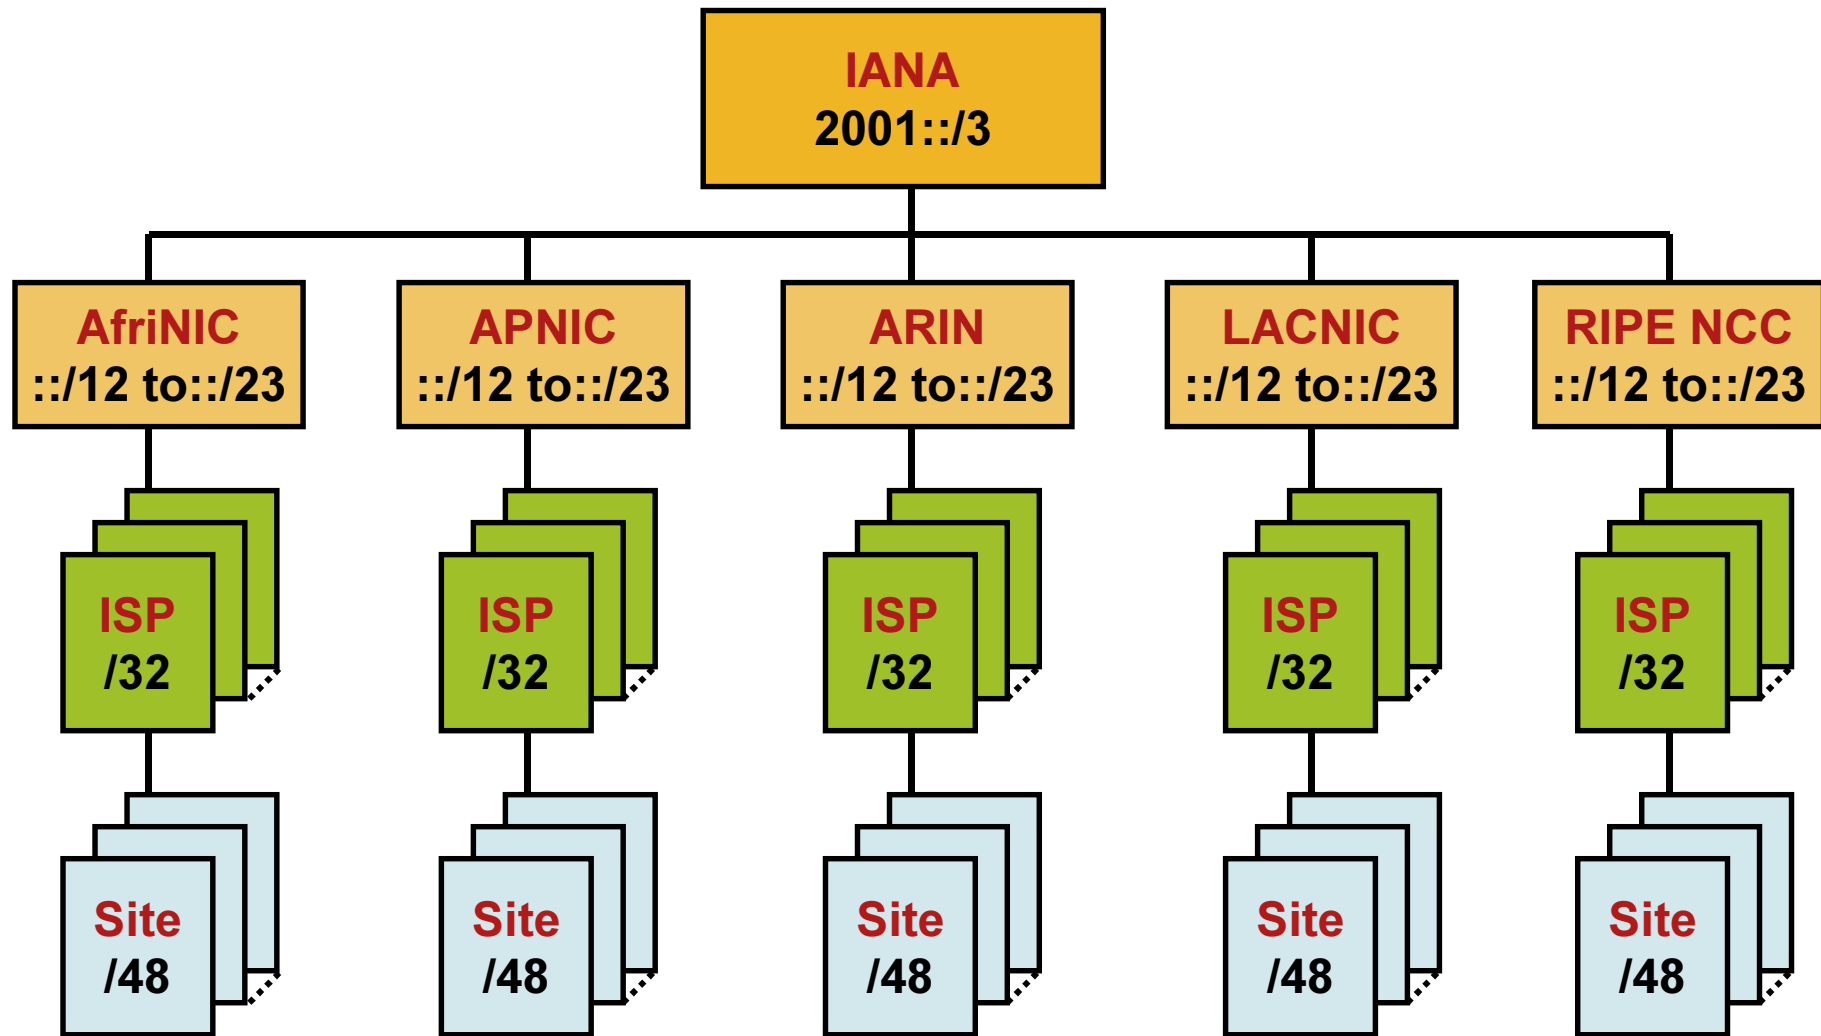 IANA
2001::/3
AfriNIC
::/12 to::/23
APNIC
::/12 to::/23
ARIN
::/12 to::/23
LACNIC
::/12 to::/23
RIPE NCC
::/12 to::/23
ISP
/32
ISP
/32
ISP
/32
ISP
/32
ISP
/32
Site
/48
Site
/48
Site
/48
Site
/48
Site
/48